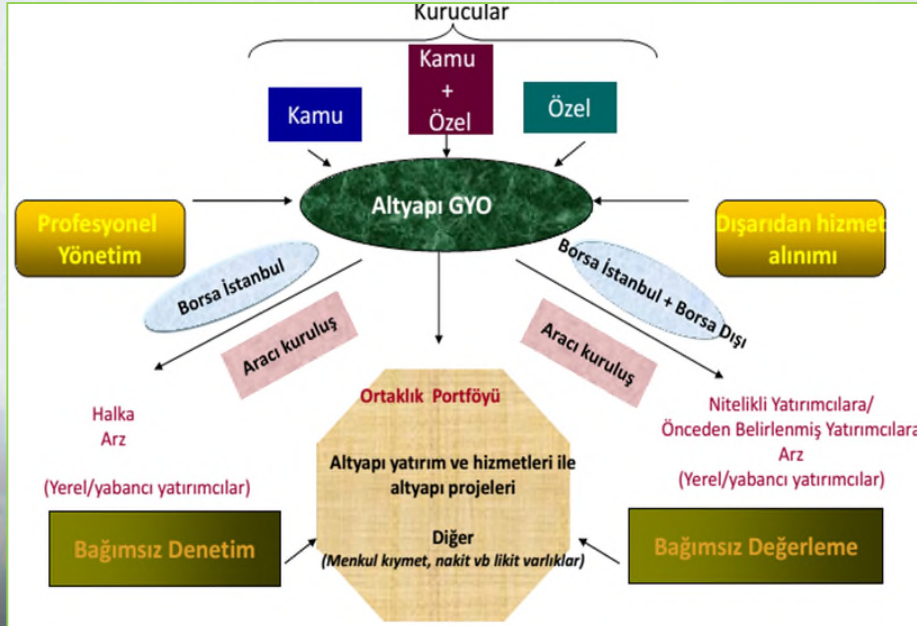 Kurucular
Kamu
Kamu
+
Özel
Özel
Altyapı GYO
Profesyonel
Yönetim
Dışarıdan hizmet
alınımı
Borsa İstanbul
Borsa İstanbul + Borsa Dışı
Aracı kuruluş
Aracı kuruluş
Halka
Arz
(Yerel/yabancı yatırımcılar)
Ortaklık Portföyü
Altyapı yatırım ve hizmetleri ile
altyapı projeleri
Diğer
(Menkul kıymet, nakit vb likit varlıklar)
Nitelikli Yatırımcılara/
Önceden Belirlenmiş Yatırımcılara
Arz
(Yerel/yabancı yatırımcılar)
Bağımsız Denetim
Bağımsız Değerleme